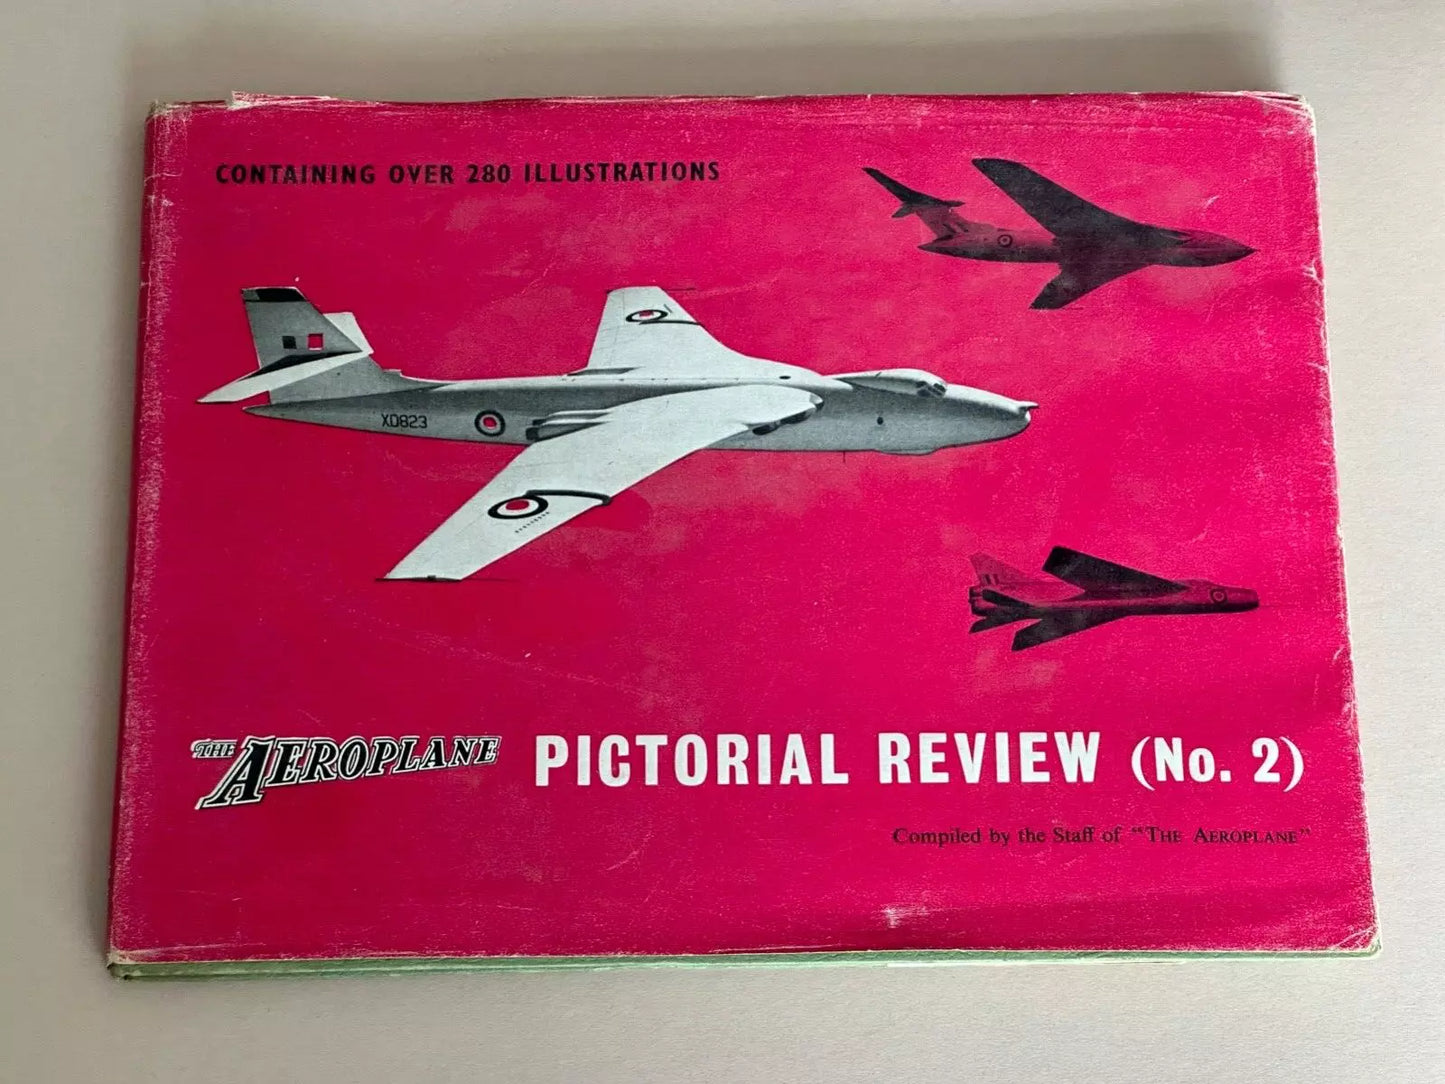 CONTAINING OVER 280 ILLUSTRATIONS
XD823
THE AEROPLANE PICTORIAL REVIEW (No. 2)
Compiled by the Staff of "THE AEROPLANE"